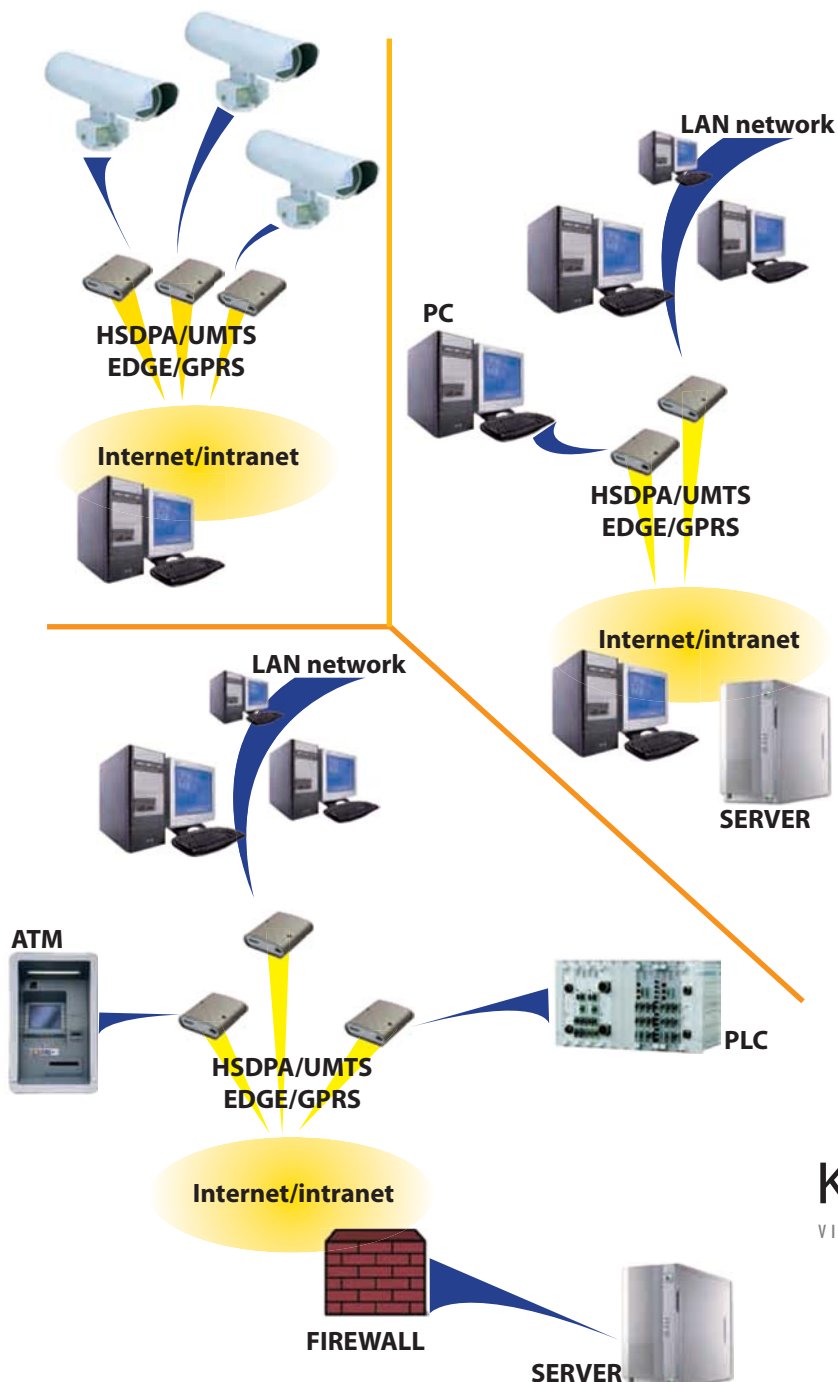 HSDPA/UMTS
EDGE/GPRS
Internet/intranet
LAN network
PC
HSDPA/UMTS
EDGE/GPRS
Internet/intranet
SERVER
LAN network
ATM
PLC
HSDPA/UMTS
EDGE/GPRS
Internet/intranet
K
VI
FIREWALL
SERVER